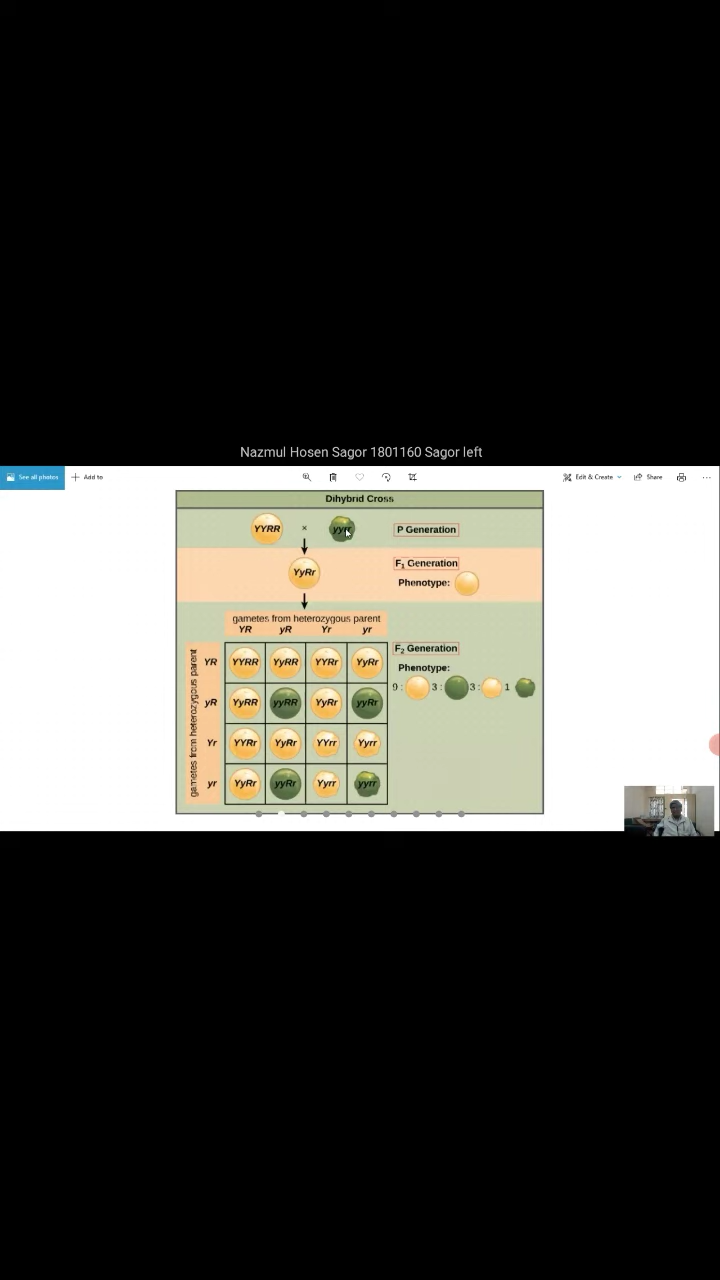 Nazmul Hosen Sagor 1801160 Sagor left
See all photos + Add to Edit & Create Share ...
Dihybrid Cross
YYRR × yyrr P Generation
F1 Generation
YyRr Phenotype:
gametes from heterozygous parent
YR yR Yr yr
gametes from heterozygous parent
F2 Generation
YR YYRR YyRR YYRr YyRr
Phenotype:
9 : 3 : 3 : 1
yR YyRR yyRR YyRr yyRr
Yr YYRr YyRr YYrr Yyrr
yr YyRr yyRr Yyrr yyrr